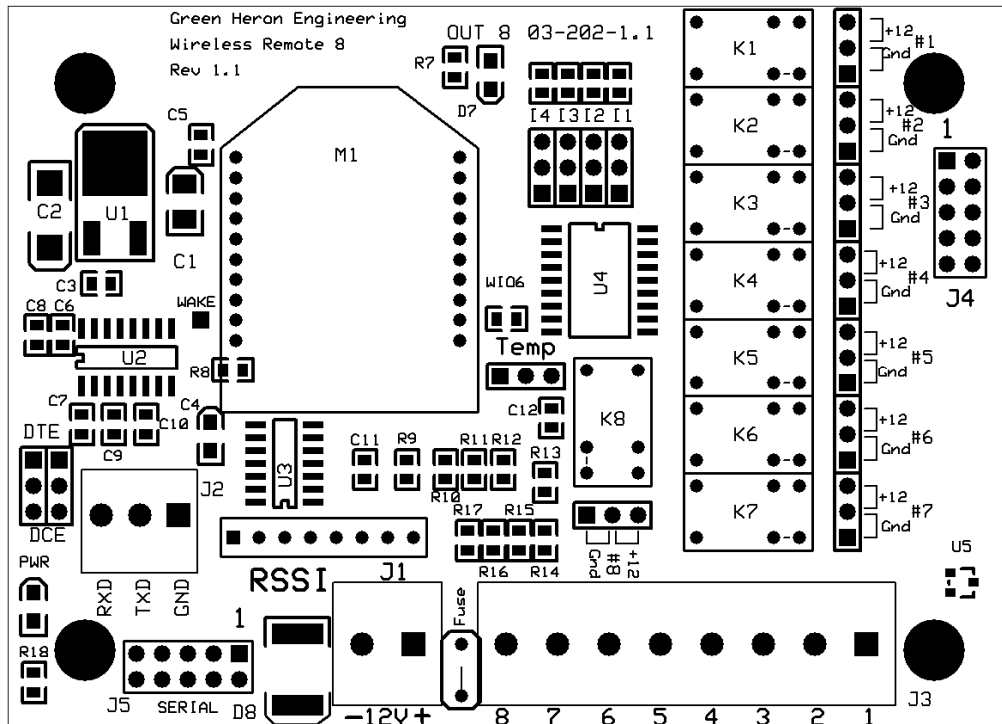 Green Heron Engineering
Wireless Remote 8
Rev 1.1
OUT 8 03-202-1.1
R7
D7
I4 I3 I2 I1
K1
+12
Gnd
#1
C5
M1
K2
+12
Gnd
#2
1
C2
U1
C1
K3
+12
Gnd
#3
U4
K4
+12
Gnd
#4
J4
C3
WAKE
WIO6
C8 C6
U2
Temp
K5
+12
Gnd
#5
R8
C7
C4
C10
C9
C12
K8
K6
+12
Gnd
#6
DTE
DCE
J2
U3
C11
R9
R10
R11
R12
R13
K7
+12
Gnd
#7
R17
R15
R16
R14
Gnd
#8
+12
U5
PWR
RXD
TXD
GND
RSSI
J1
Fuse
R18
1
J5
SERIAL
D8
-12V+
8 7 6 5 4 3 2 1
J3